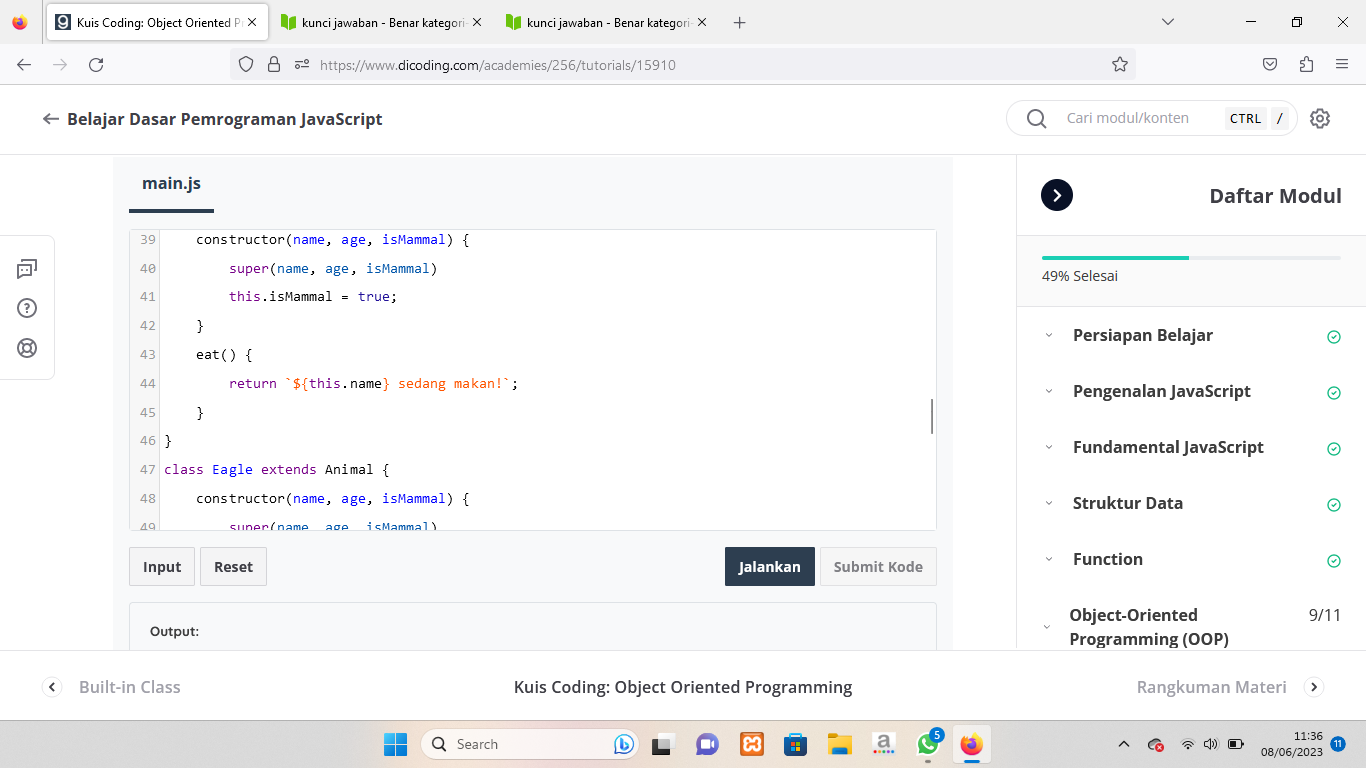 Kuis Coding: Object Oriented P
kunci jawaban - Benar kategori-
kunci jawaban - Benar kategori-
https://www.dicoding.com/academies/256/tutorials/15910
Belajar Dasar Pemrograman JavaScript
Cari modul/konten
CTRL /
main.js
39 constructor(name, age, isMammal) {
40 super(name, age, isMammal)
41 this.isMammal = true;
42 }
43 eat() {
44 return `${this.name} sedang makan!`;
45 }
46 }
47 class Eagle extends Animal {
48 constructor(name, age, isMammal) {
49 super(name, age, isMammal)
Input
Reset
Jalankan
Submit Kode
Output:
Daftar Modul
49% Selesai
Persiapan Belajar
Pengenalan JavaScript
Fundamental JavaScript
Struktur Data
Function
Object-Oriented 9/11
Programming (OOP)
Built-in Class
Kuis Coding: Object Oriented Programming
Rangkuman Materi
Search
a
5
11:36
08/06/2023
11